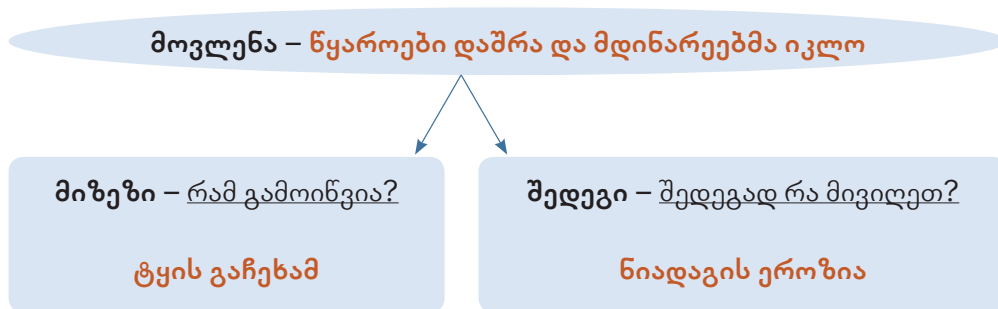 მოვლენა – წყაროები დაშრა და მდინარეებმა იკლო
მიზეზი – რამ გამოიწვია?
ტყის გაჩეხამ
შედეგი – შედეგად რა მივიღეთ?
ნიადაგის ეროზია